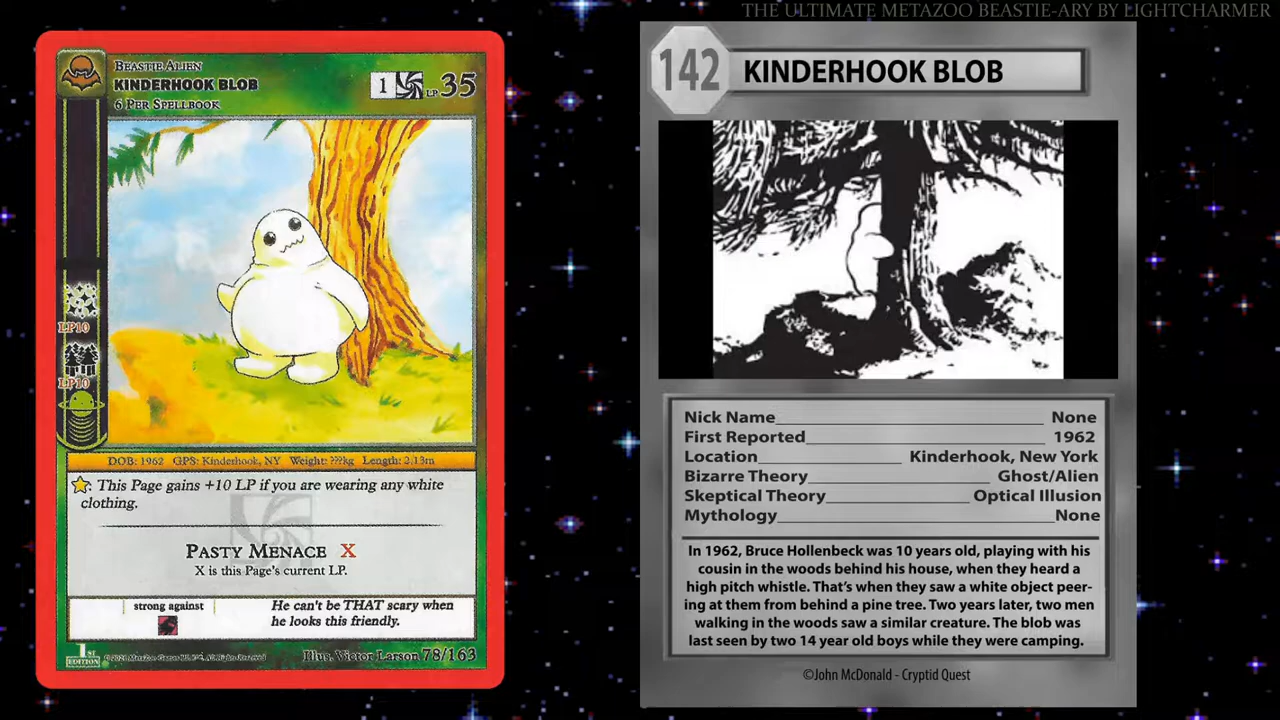 THE ULTIMATE METAZOO BEASTIE-ARY BY LIGHTCHARMER
BEASTIE: ALIEN
KINDERHOOK BLOB
6 PER SPELLBOOK
1
LP 35
LP10
LP10
DOB: 1962 GPS: Kinderhook, NY Weight: ???kg Length: 2.13m
: This Page gains +10 LP if you are wearing any white
clothing.
PASTY MENACE X
X is this Page's current LP.
strong against
He can't be THAT scary when
he looks this friendly.
1ST
EDITION
All Rights Reserved
Illus. Victor Larson 78/163
142
KINDERHOOK BLOB
Nick Name None
First Reported 1962
Location Kinderhook, New York
Bizarre Theory Ghost/Alien
Skeptical Theory Optical Illusion
Mythology None
In 1962, Bruce Hollenbeck was 10 years old, playing with his
cousin in the woods behind his house, when they heard a
high pitch whistle. That's when they saw a white object peer-
ing at them from behind a pine tree. Two years later, two men
walking in the woods saw a similar creature. The blob was
last seen by two 14 year old boys while they were camping.
©John McDonald - Cryptid Quest